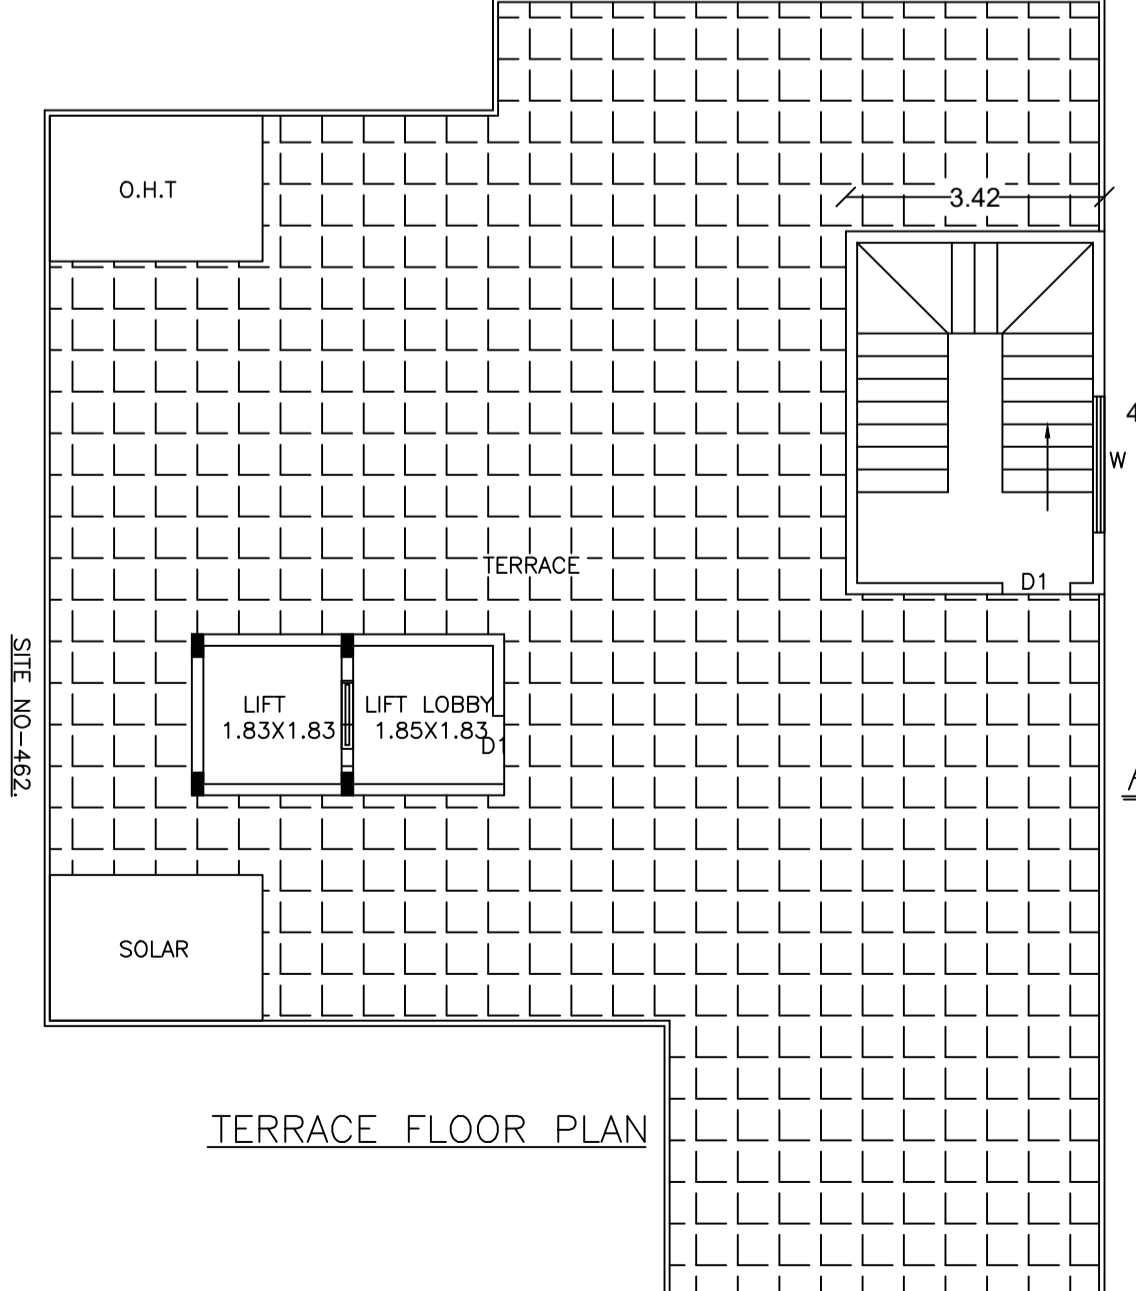 O.H.T
3.42
4
W
TERRACE
D1
SITE NO-462.
LIFT
1.83X1.83
LIFT LOBBY
1.85X1.83
D1
SOLAR
TERRACE FLOOR PLAN